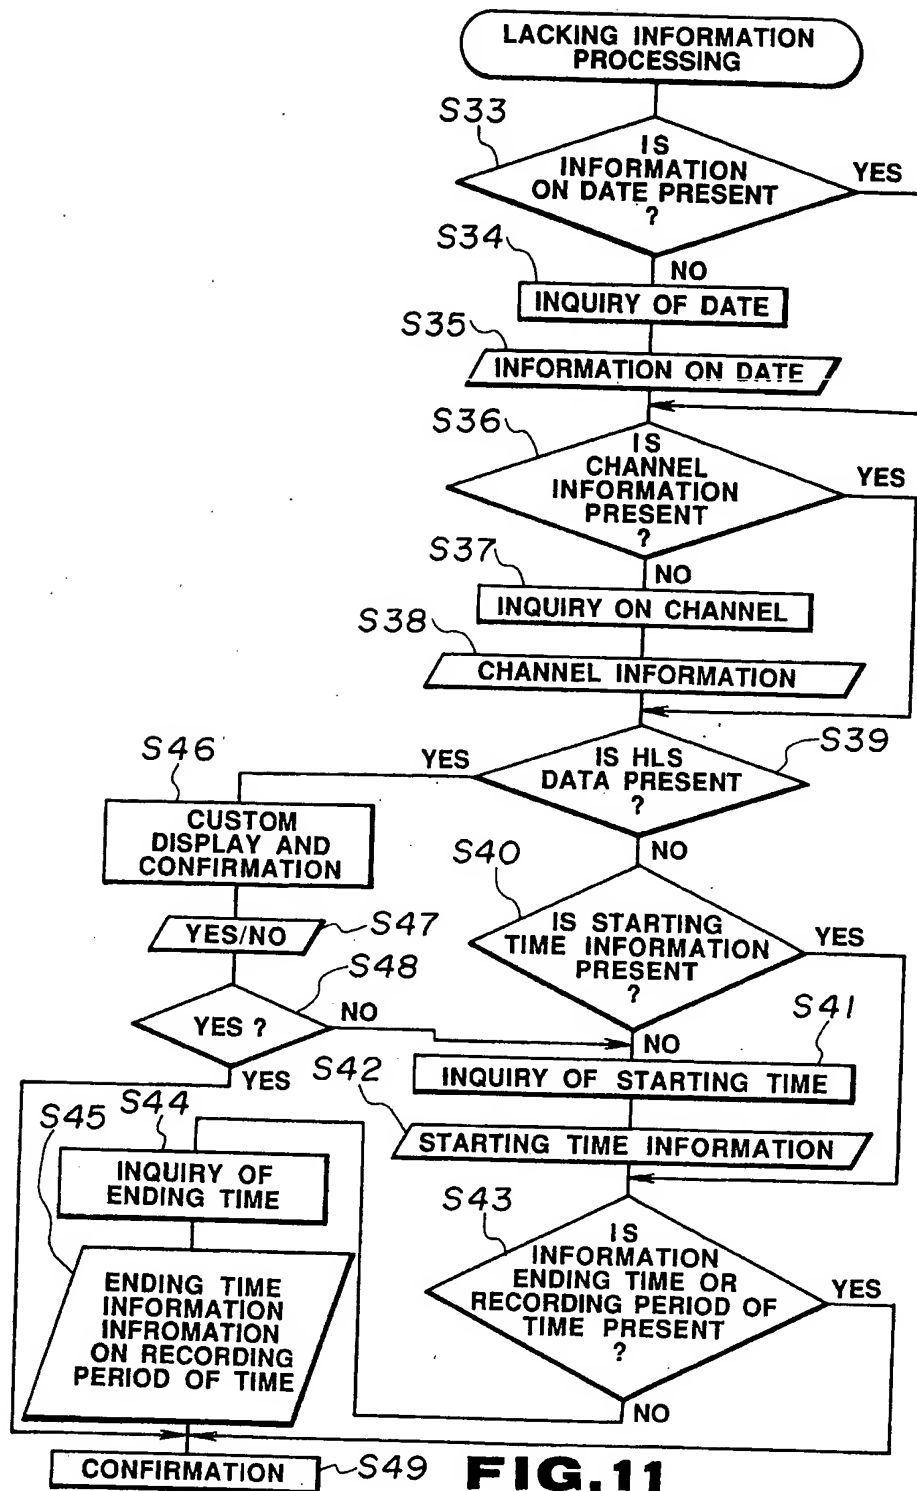 LACKING INFORMATION
PROCESSING
S33
IS
INFORMATION
ON DATE PRESENT
?
YES
S34
NO
INQUIRY OF DATE
S35
INFORMATION ON DATE
S36
IS
CHANNEL
INFORMATION
PRESENT
?
YES
S37
NO
INQUIRY ON CHANNEL
S38
CHANNEL INFORMATION
S39
IS HLS
DATA PRESENT
?
YES
NO
S46
CUSTOM
DISPLAY AND
CONFIRMATION
S47
YES/NO
S48
YES ?
NO
YES
S40
IS STARTING
TIME INFORMATION
PRESENT
?
YES
NO
S41
INQUIRY OF STARTING TIME
S42
STARTING TIME INFORMATION
S43
IS
INFORMATION
ENDING TIME OR
RECORDING PERIOD OF
TIME PRESENT
?
YES
NO
S44
INQUIRY OF
ENDING TIME
S45
ENDING TIME
INFORMATION
INFROMATION
ON RECORDING
PERIOD OF TIME
CONFIRMATION
S49
FIG.11